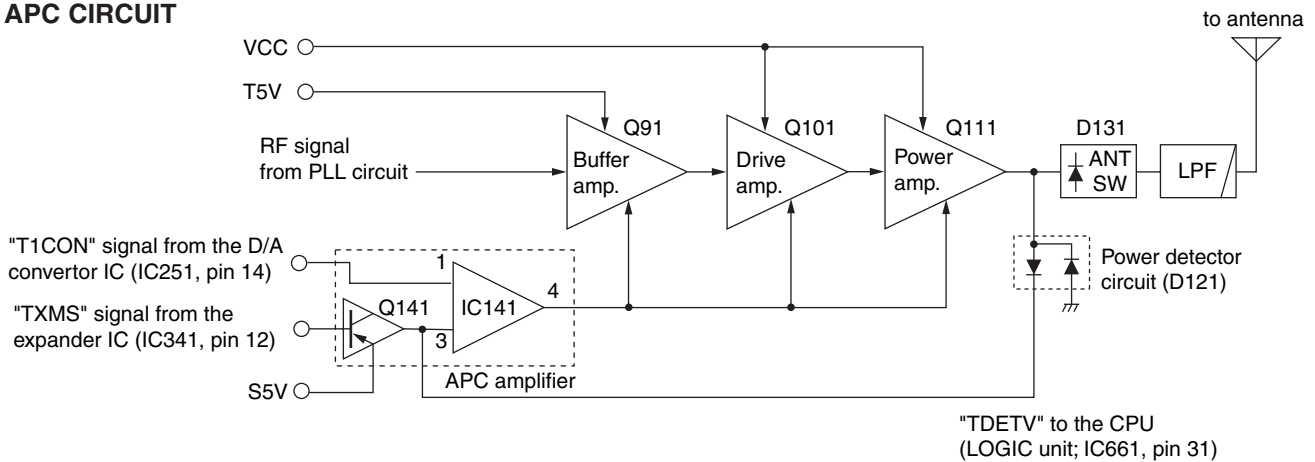 APC CIRCUIT
to antenna
VCC
T5V
Q91
Q101
Q111
D131
RF signal
from PLL circuit
Buffer
amp.
Drive
amp.
Power
amp.
ANT
SW
LPF
"T1CON" signal from the D/A
convertor IC (IC251, pin 14)
1
Q141
IC141
4
3
Power detector
circuit (D121)
"TXMS" signal from the
expander IC (IC341, pin 12)
S5V
APC amplifier
"TDETV" to the CPU
(LOGIC unit; IC661, pin 31)